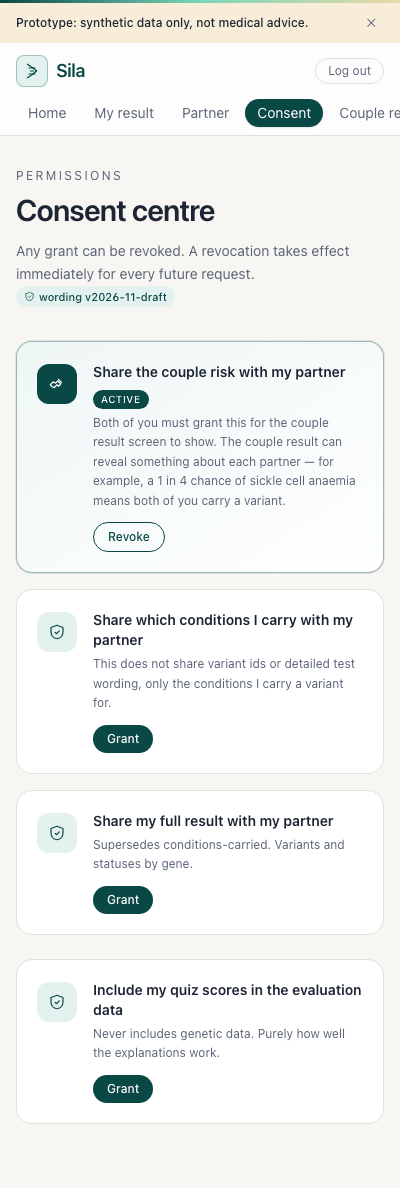 Prototype: synthetic data only, not medical advice.
Sila
Log out
Home My result Partner Consent Couple re
PERMISSIONS
Consent centre
Any grant can be revoked. A revocation takes effect
immediately for every future request.
wording v2026-11-draft
Share the couple risk with my partner
ACTIVE
Both of you must grant this for the couple
result screen to show. The couple result can
reveal something about each partner — for
example, a 1 in 4 chance of sickle cell anaemia
means both of you carry a variant.
Revoke
Share which conditions I carry with my
partner
This does not share variant ids or detailed test
wording, only the conditions I carry a variant
for.
Grant
Share my full result with my partner
Supersedes conditions-carried. Variants and
statuses by gene.
Grant
Include my quiz scores in the evaluation
data
Never includes genetic data. Purely how well
the explanations work.
Grant